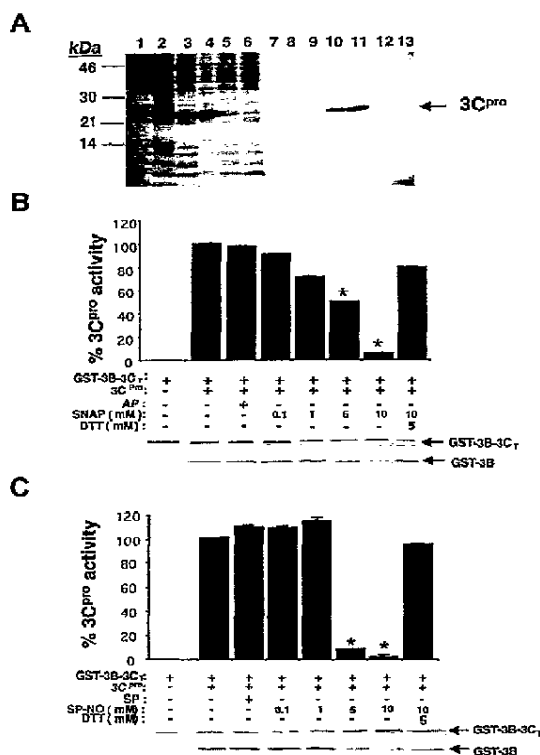 A
kDa 1 2 3 4 5 6 7 8 9 10 11 12 13
46
30
21
14
3Cpro
B
% 3Cpro activity
120
100
80
60
40
20
0
* *
GST-3B-3CT: + + + + + + + +
3CPro: - + + + + + + +
AP: - - + - - - - -
SNAP (mM): - - - 0.1 1 5 10 10
DTT (mM): - - - - - - - 5
GST-3B-3CT
GST-3B
C
% 3Cpro activity
120
100
80
60
40
20
0
* *
GST-3B-3CT: + + + + + + + +
3Cpro: - + + + + + + +
SP: - - + - - - - -
SP-NO (mM): - - - 0.1 1 5 10 10
DTT (mM): - - - - - - - 5
GST-3B-3CT
GST-3B